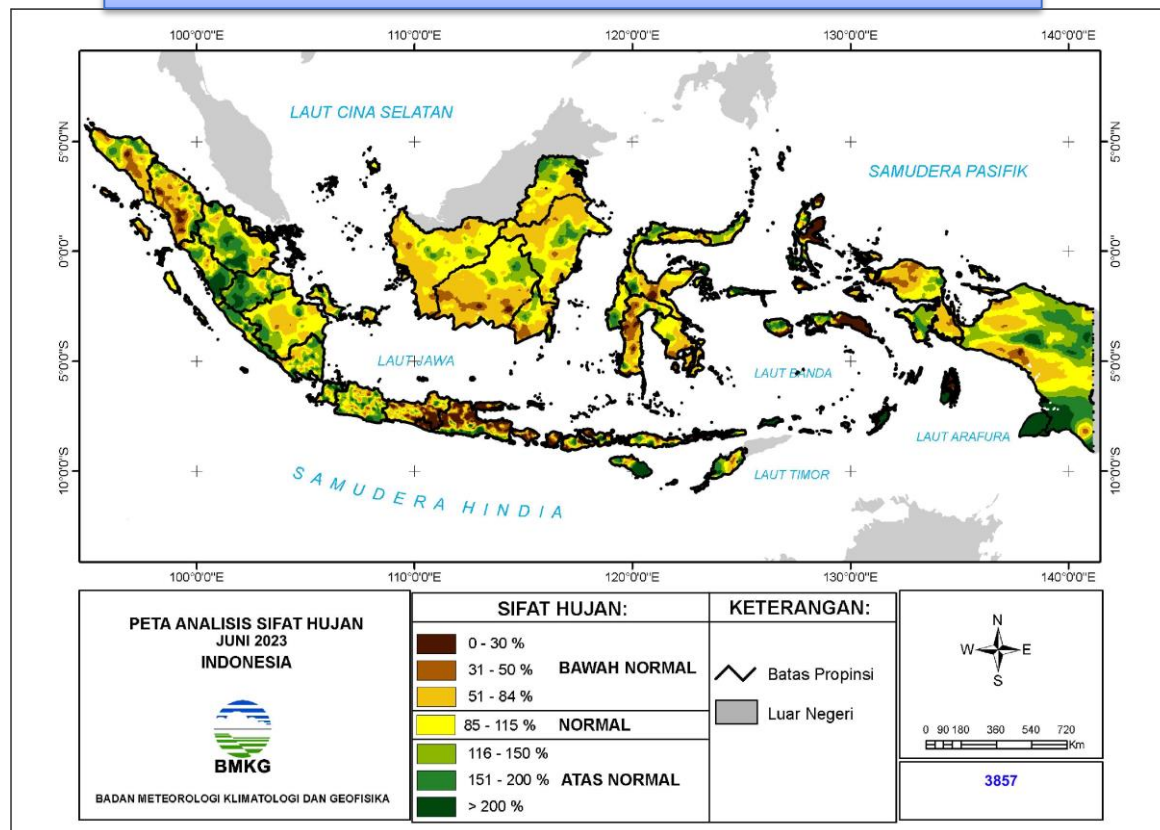 100°0'0"E 110°0'0"E 120°0'0"E 130°0'0"E 140°0'0"E
LAUT CINA SELATAN
5°0'0"N 5°0'0"N
SAMUDERA PASIFIK
0°0'0" 0°0'0"
LAUT JAWA
5°0'0"S 5°0'0"S
LAUT BANDA
LAUT ARAFURA
10°0'0"S 10°0'0"S
LAUT TIMOR
SAMUDERA HINDIA
100°0'0"E 110°0'0"E 120°0'0"E 130°0'0"E 140°0'0"E
PETA ANALISIS SIFAT HUJAN
JUNI 2023
INDONESIA
BMKG
BADAN METEOROLOGI KLIMATOLOGI DAN GEOFISIKA
SIFAT HUJAN:
0 - 30 %
31 - 50 % BAWAH NORMAL
51 - 84 %
85 - 115 % NORMAL
116 - 150 %
151 - 200 % ATAS NORMAL
> 200 %
KETERANGAN:
Batas Propinsi
Luar Negeri
N
W E
S
0 90 180 360 540 720
Km
3857